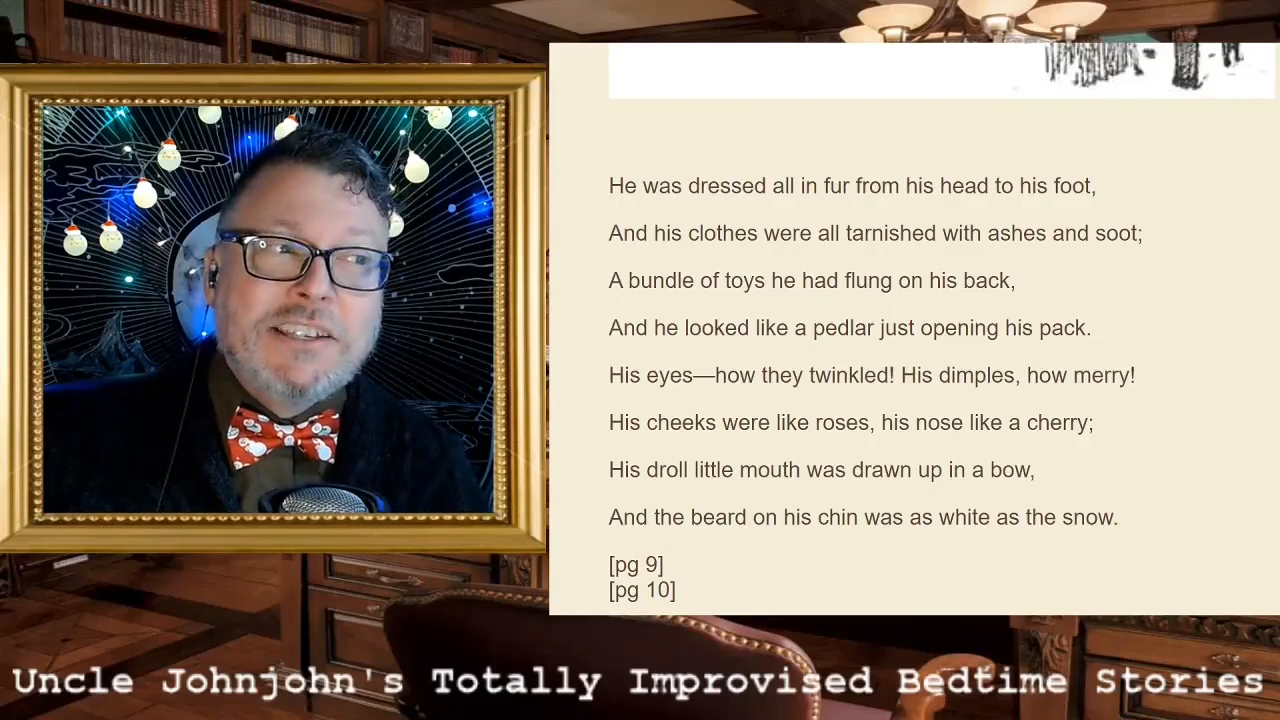 He was dressed all in fur from his head to his foot,
And his clothes were all tarnished with ashes and soot;
A bundle of toys he had flung on his back,
And he looked like a pedlar just opening his pack.
His eyes—how they twinkled! His dimples, how merry!
His cheeks were like roses, his nose like a cherry;
His droll little mouth was drawn up in a bow,
And the beard on his chin was as white as the snow.
[pg 9]
[pg 10]
Uncle Johnjohn's Totally Improvised Bedtime Stories